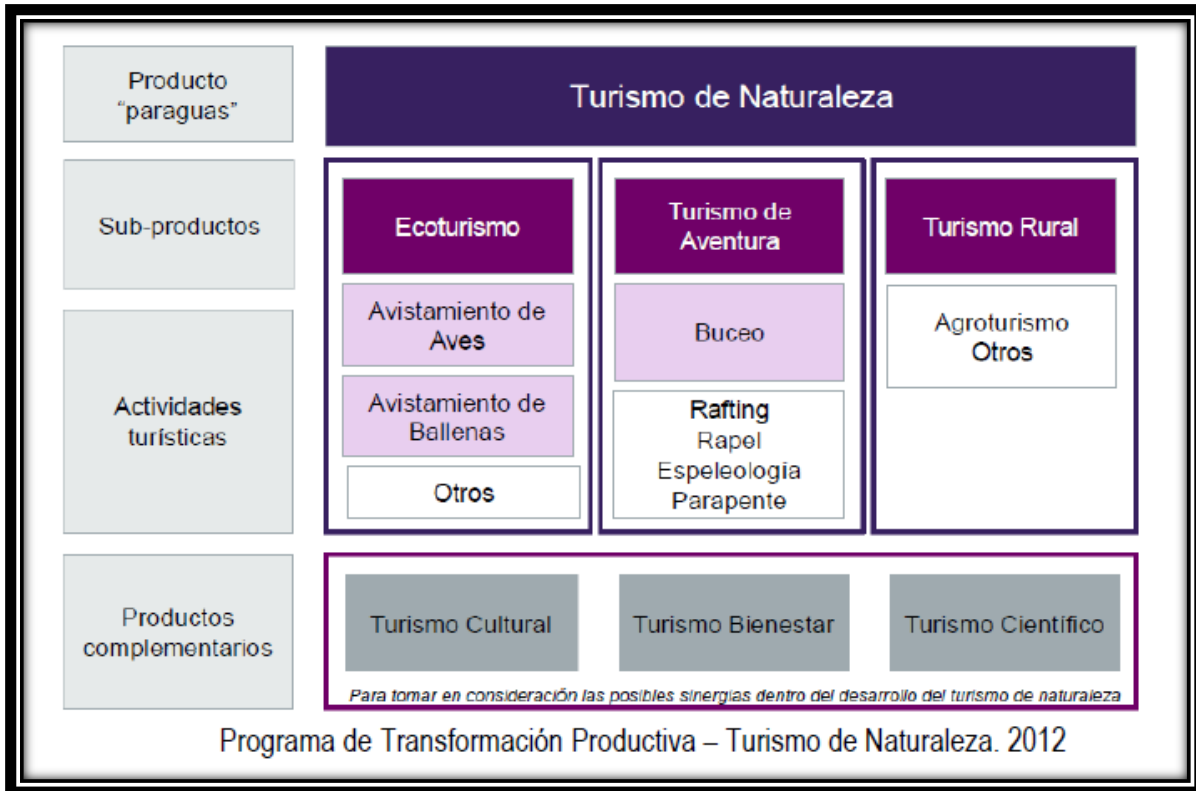 Producto
“paraguas”
Turismo de Naturaleza
Sub-productos
Ecoturismo
Turismo de
Aventura
Turismo Rural
Actividades
turísticas
Avistamiento de
Aves
Avistamiento de
Ballenas
Otros
Buceo
Rafting
Rapel
Espeleología
Parapente
Agroturismo
Otros
Productos
complementarios
Turismo Cultural
Turismo Bienestar
Turismo Científico
Para tomar en consideración las posibles sinergias dentro del desarrollo del turismo de naturaleza
Programa de Transformación Productiva – Turismo de Naturaleza. 2012